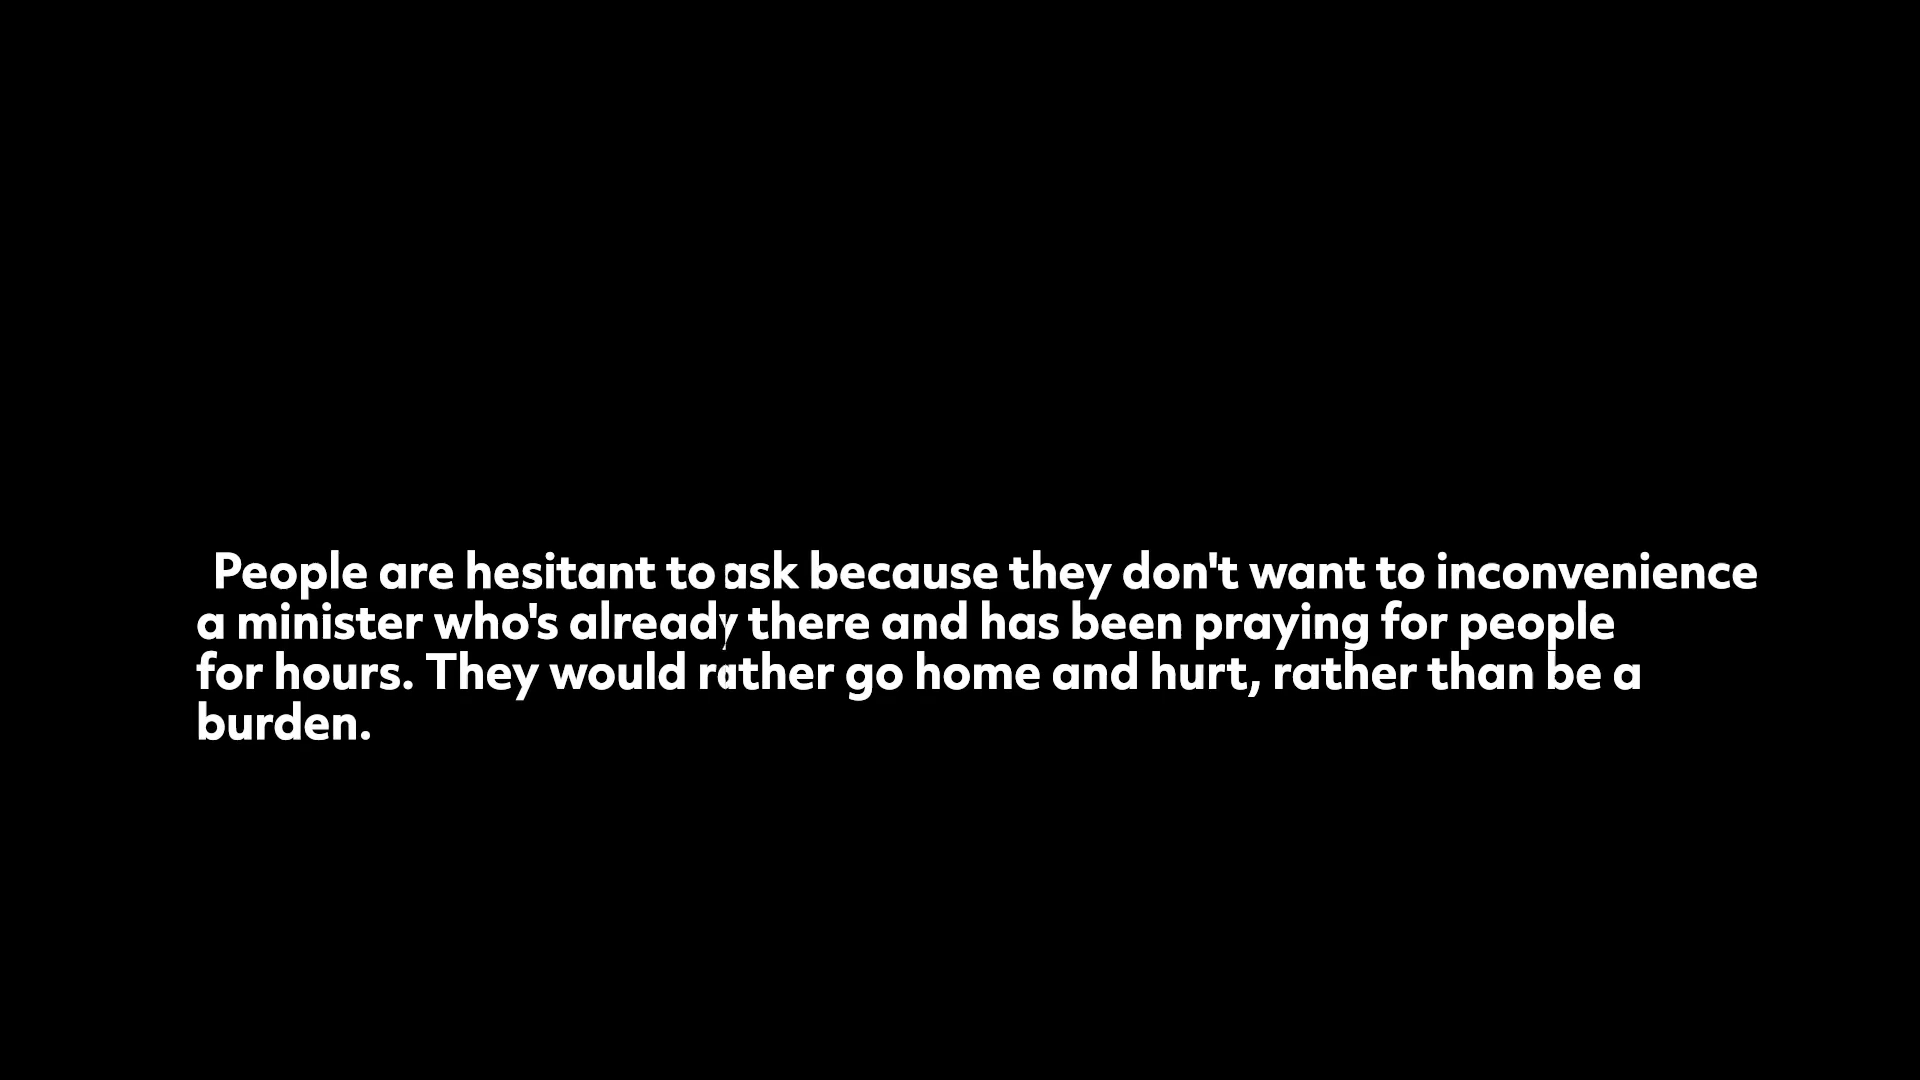 People are hesitant to ask because they don't want to inconvenience
a minister who's already there and has been praying for people
for hours. They would rather go home and hurt, rather than be a
burden.